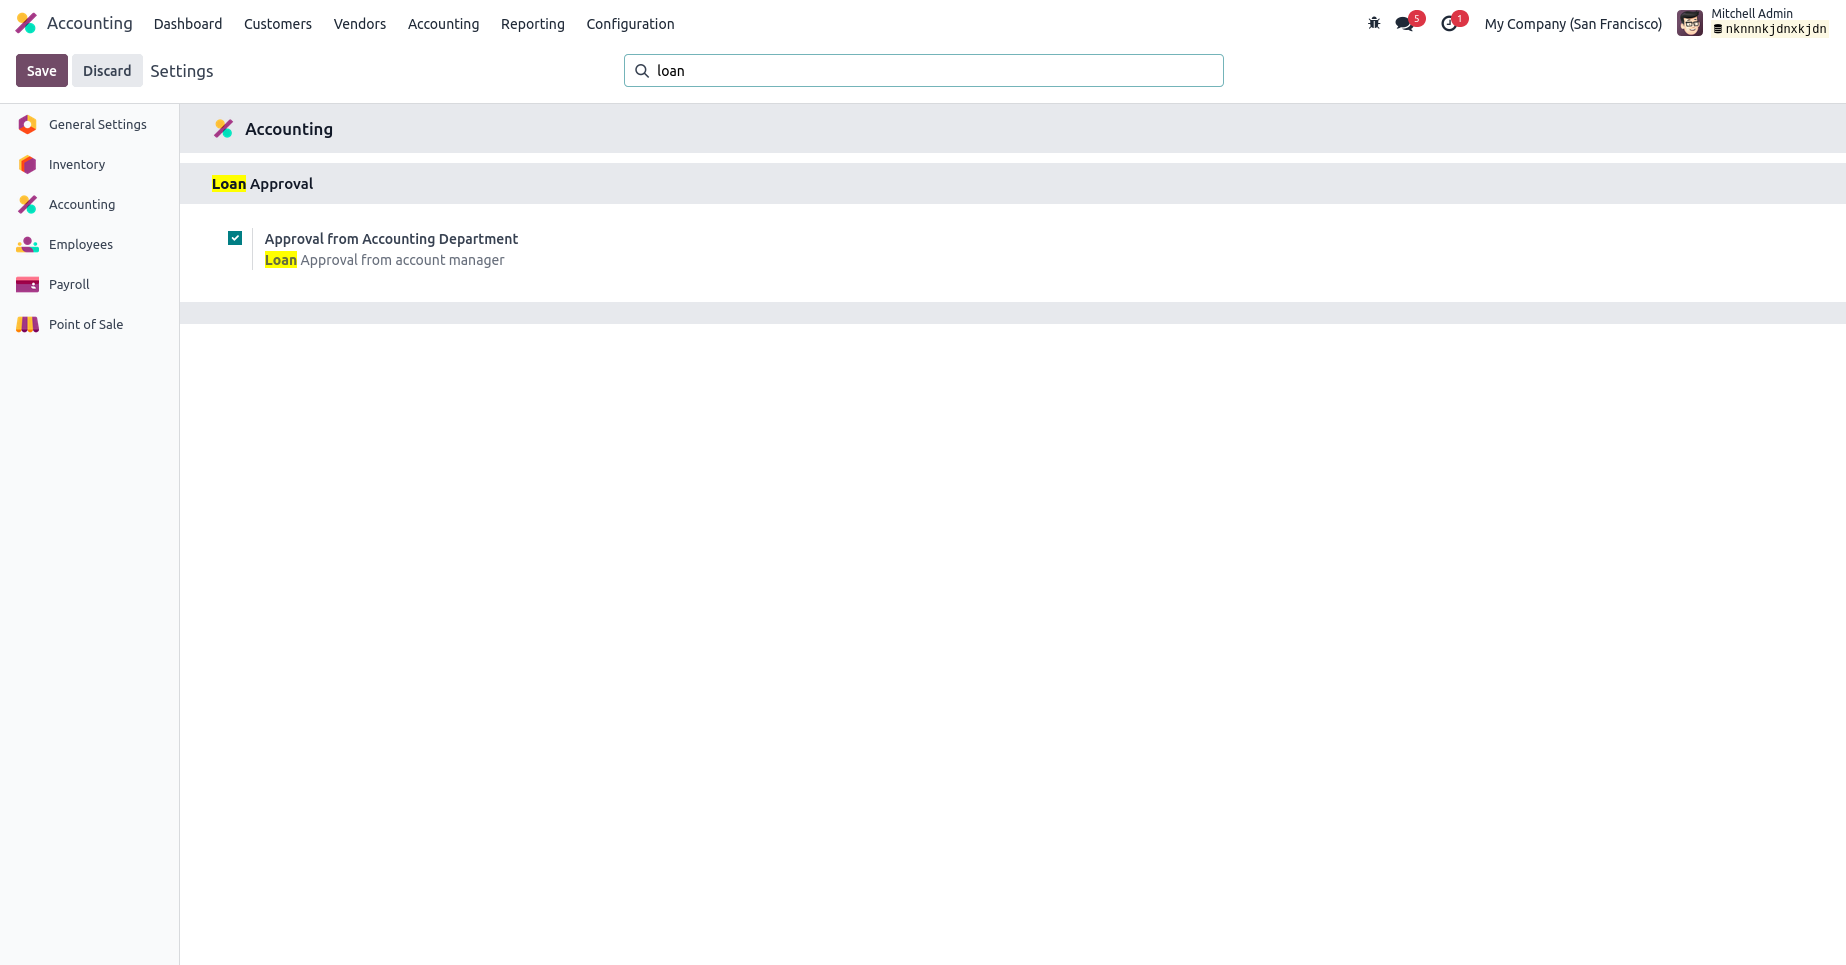 Accounting Dashboard Customers Vendors Accounting Reporting Configuration 5 1 My Company (San Francisco) Mitchell Admin
nknnnkjdnxkjdn
Save Discard Settings loan
General Settings
Inventory
Accounting
Employees
Payroll
Point of Sale
Accounting
Loan Approval
Approval from Accounting Department
Loan Approval from account manager